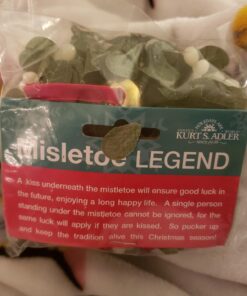 KURT S. ADLER
Misletoe LEGEND
A kiss underneath the mistletoe will ensure good luck in
the future, enjoying a long happy life. A single person
standing under the mistletoe cannot be ignored, for the
same luck will apply if they are kissed. So pucker up
and keep the tradition alive this Christmas season!